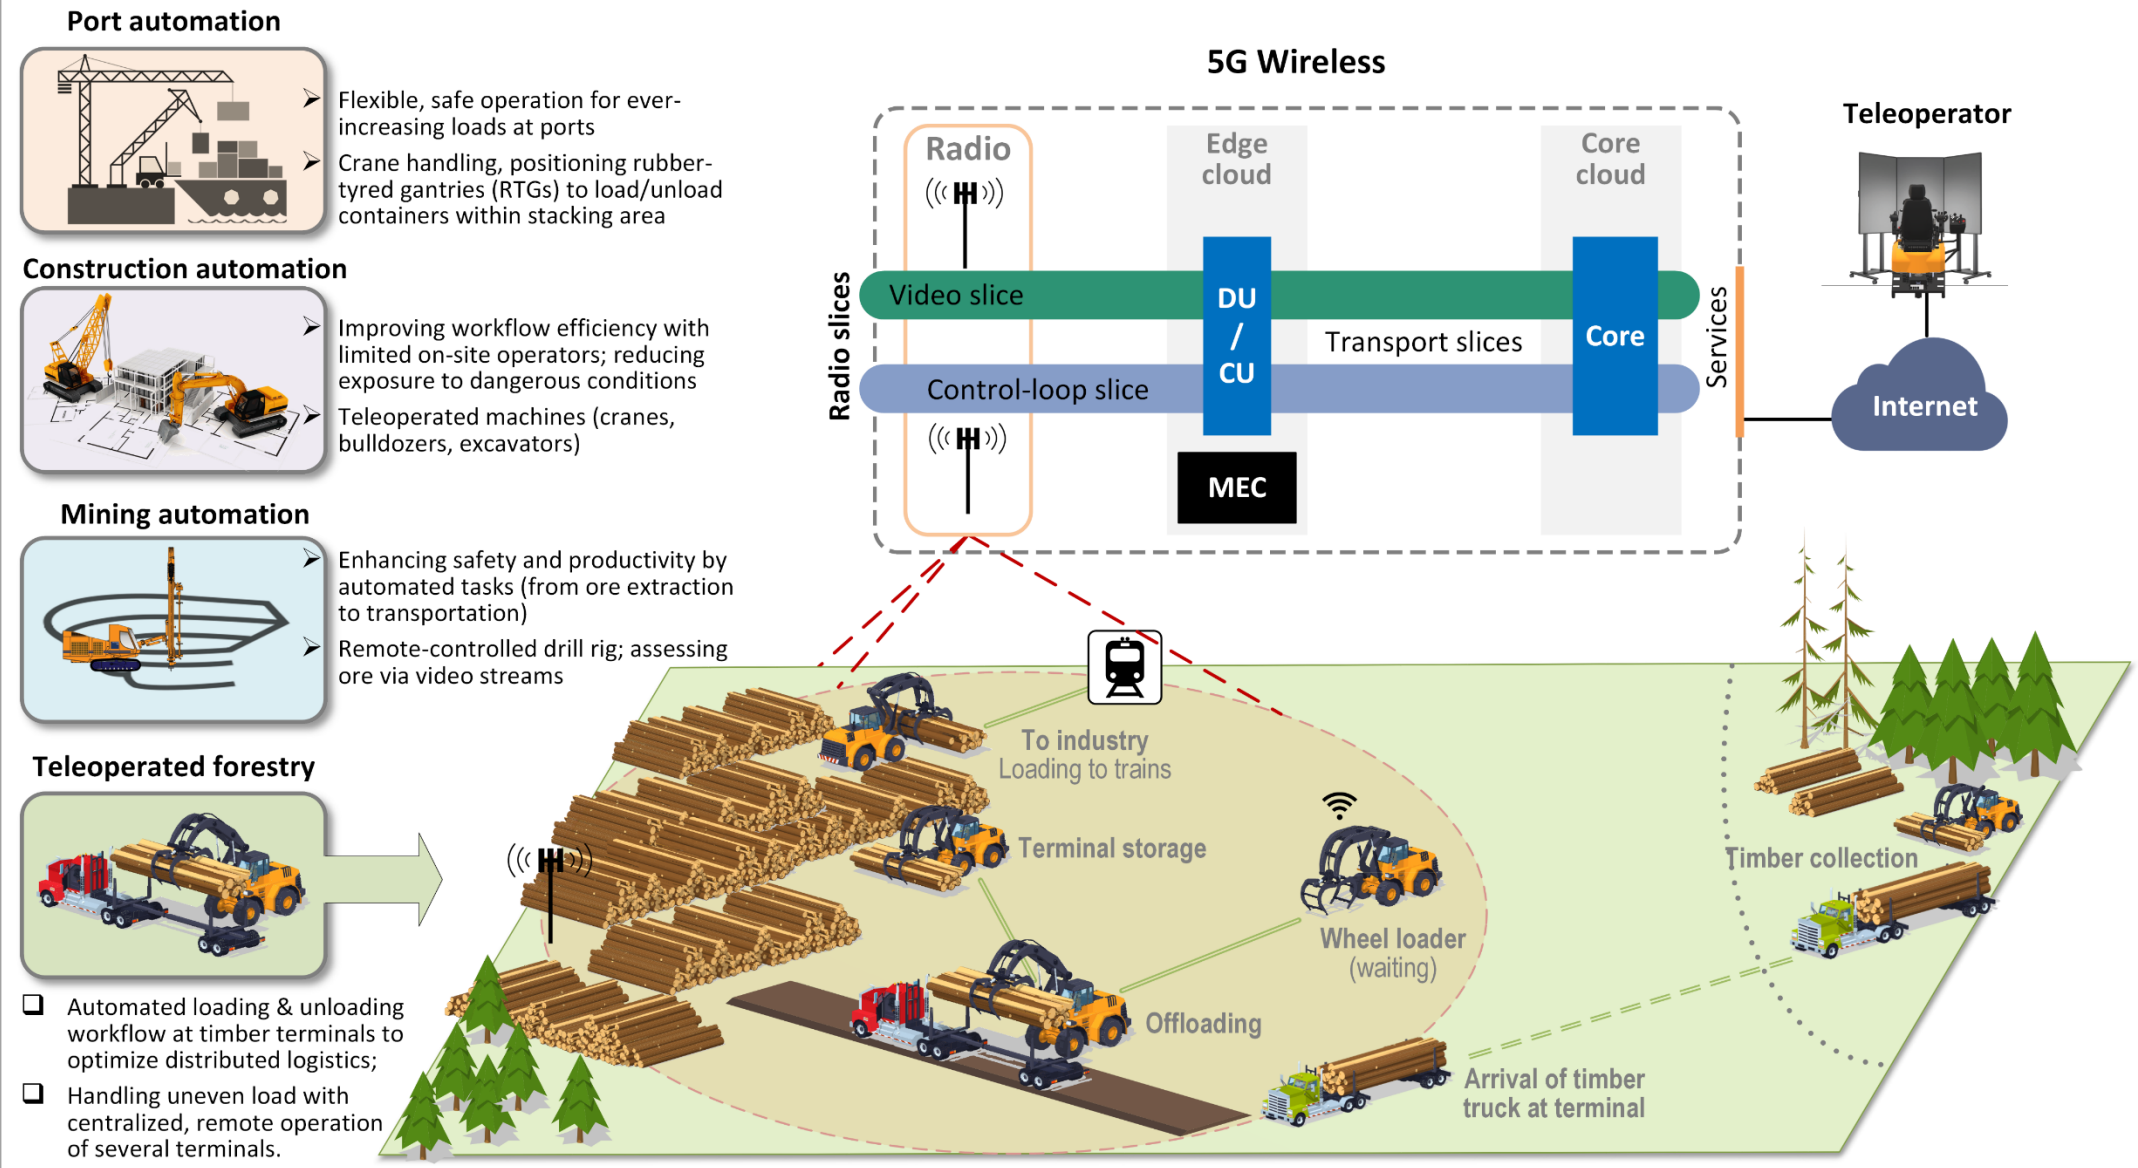 Port automation
Flexible, safe operation for ever-
increasing loads at ports
Crane handling, positioning rubber-
tyred gantries (RTGs) to load/unload
containers within stacking area
Construction automation
Improving workflow efficiency with
limited on-site operators; reducing
exposure to dangerous conditions
Teleoperated machines (cranes,
bulldozers, excavators)
Mining automation
Enhancing safety and productivity by
automated tasks (from ore extraction
to transportation)
Remote-controlled drill rig; assessing
ore via video streams
Teleoperated forestry
Automated loading & unloading
workflow at timber terminals to
optimize distributed logistics;
Handling uneven load with
centralized, remote operation
of several terminals.
5G Wireless
Radio
Edge
cloud
Core
cloud
Radio slices
Video slice
DU
/
CU
Transport slices
Core
Control-loop slice
MEC
Services
Teleoperator
Internet
To industry
Loading to trains
Terminal storage
Wheel loader
(waiting)
Offloading
Timber collection
Arrival of timber
truck at terminal